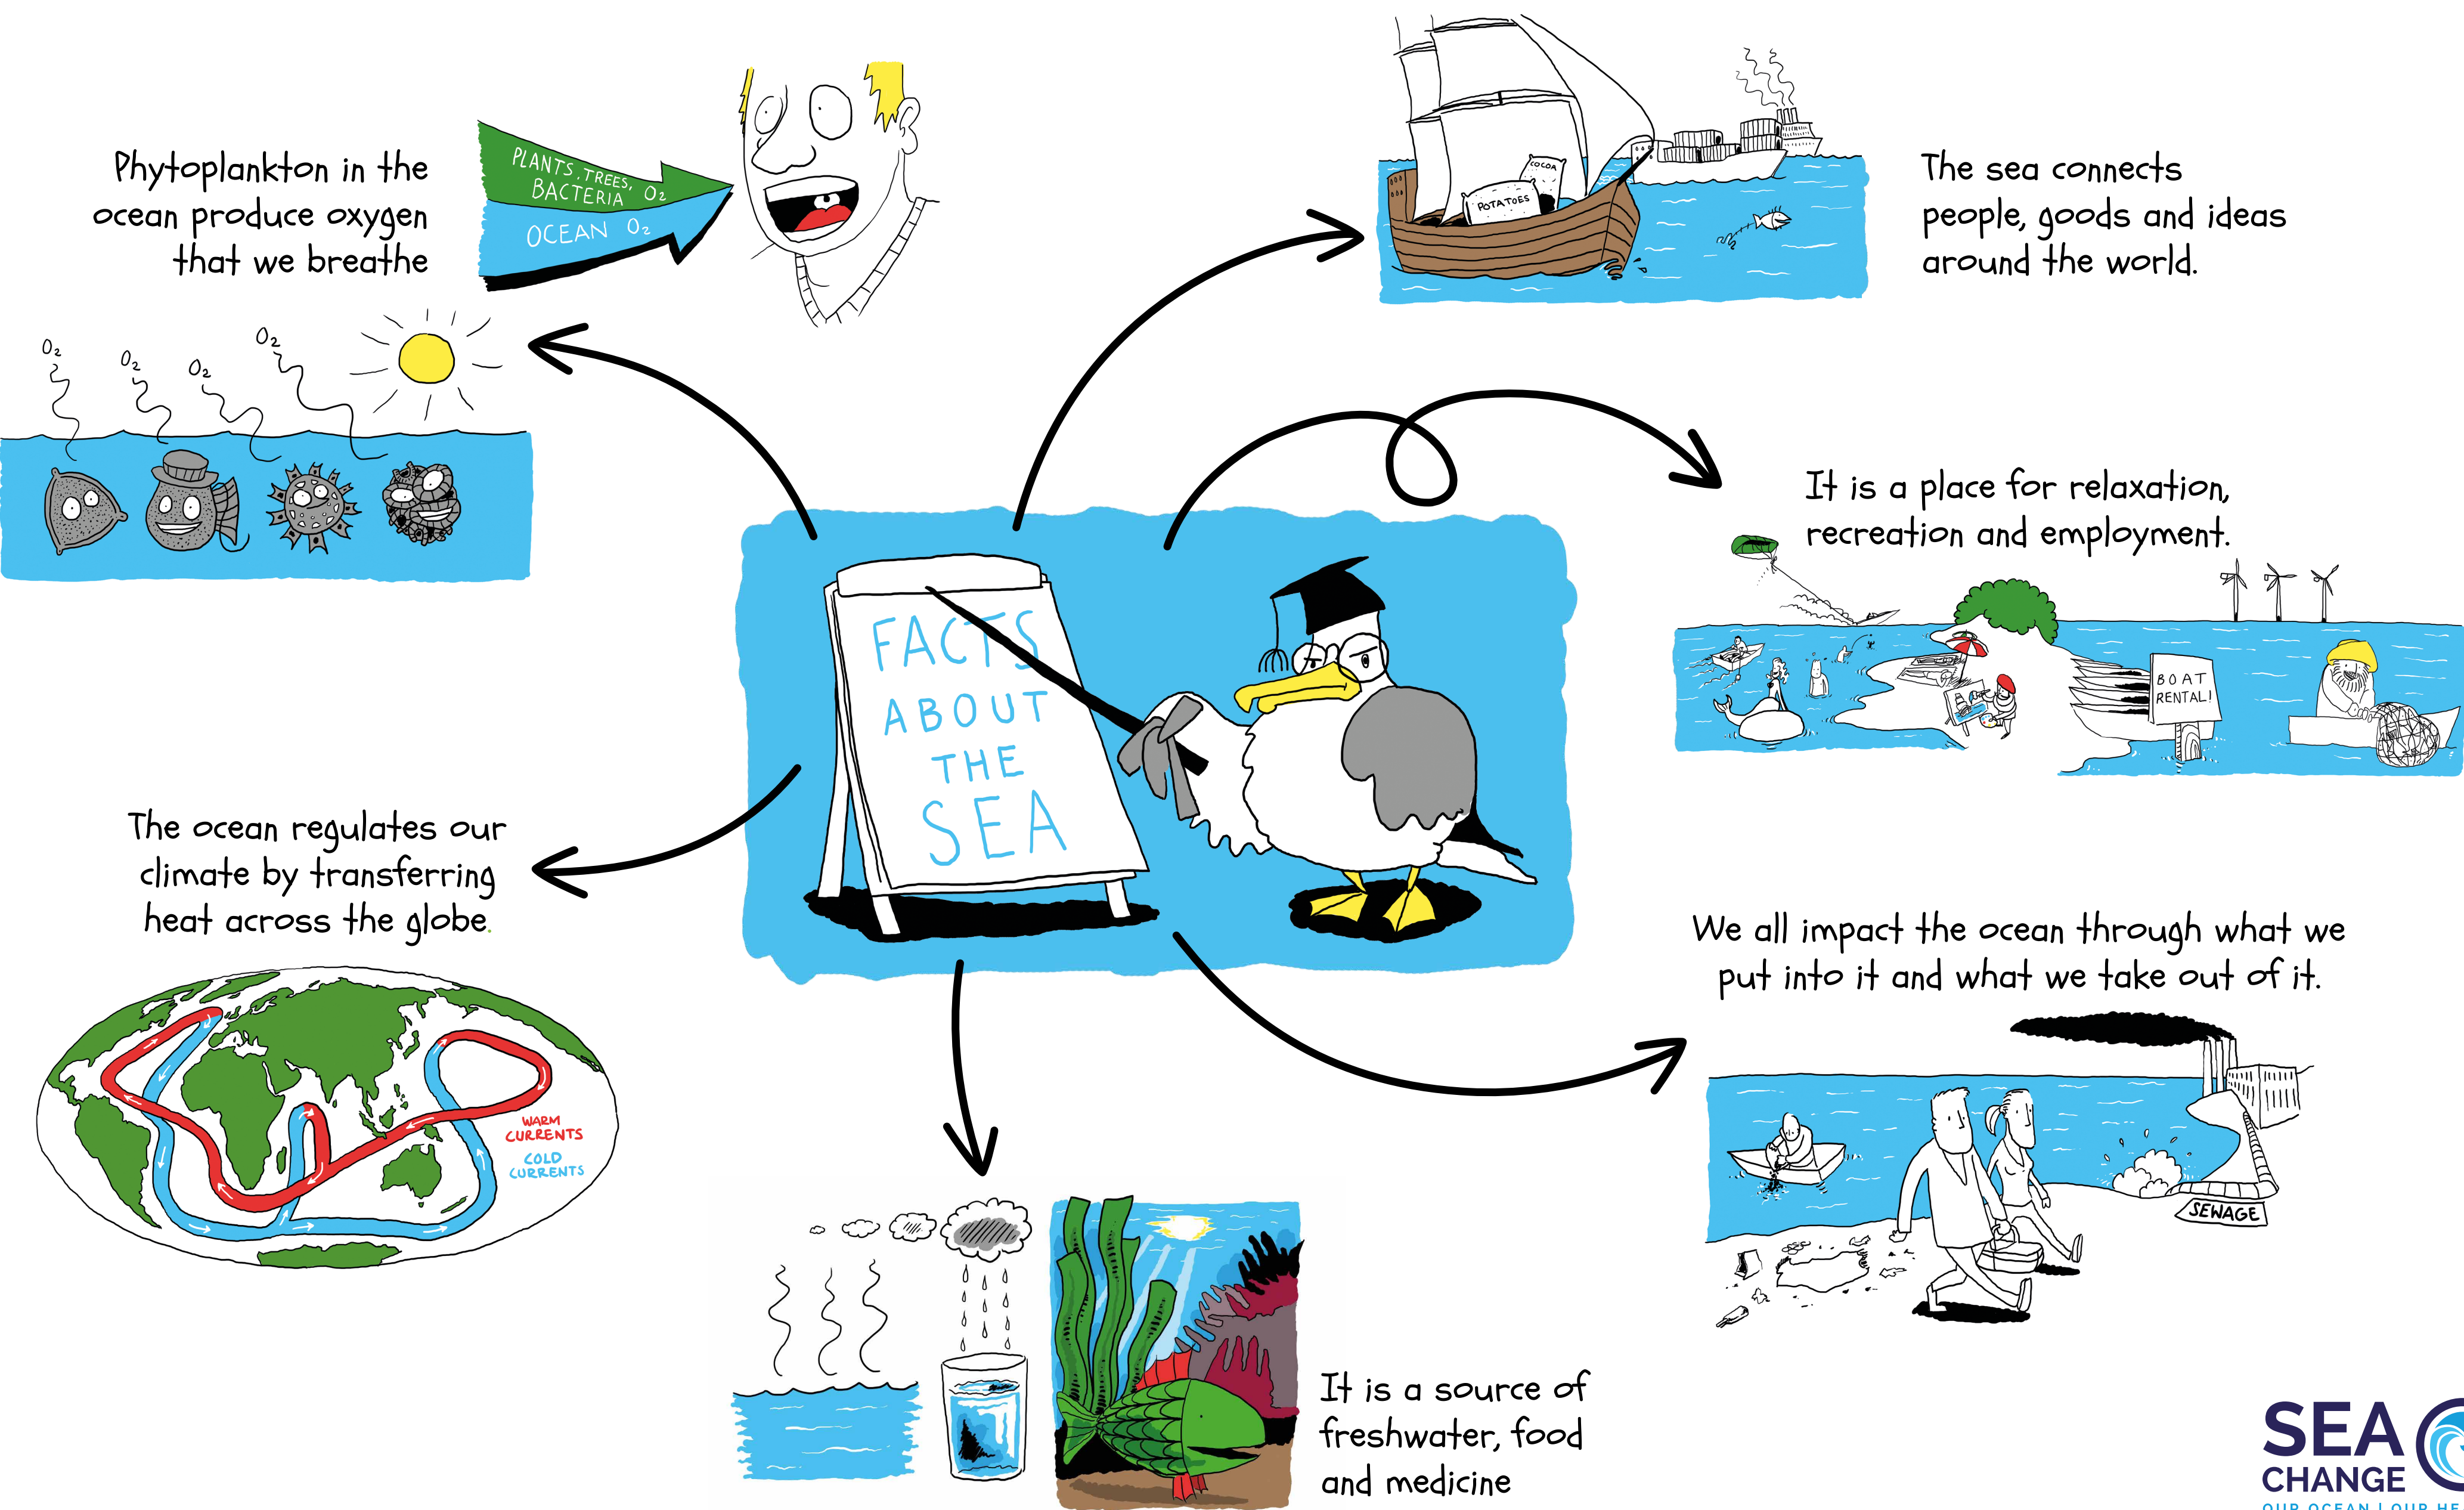 Phytoplankton in the
ocean produce oxygen
that we breathe
PLANTS, TREES,
BACTERIA O₂
OCEAN O₂
O₂
O₂
O₂
O₂
COCOA
POTATOES
The sea connects
people, goods and ideas
around the world.
It is a place for relaxation,
recreation and employment.
BOAT
RENTAL!
FACTS
ABOUT
THE
SEA
The ocean regulates our
climate by transferring
heat across the globe.
WARM
CURRENTS
COLD
CURRENTS
We all impact the ocean through what we
put into it and what we take out of it.
SEWAGE
It is a source of
freshwater, food
and medicine
SEA
CHANGE
OUR OCEAN | OUR HE